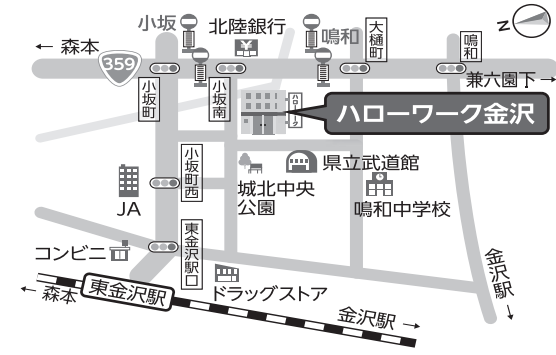 小坂
北陸銀行
鳴和
大樋町
鳴和
N
← 森本
359
兼六園下→
小坂町
小坂南
ハローワーク
ハローワーク金沢
小坂町西
県立武道館
城北中央
公園
鳴和中学校
JA
東金沢駅口
コンビニ
金沢駅→
←森本
東金沢駅
ドラッグストア
金沢駅→